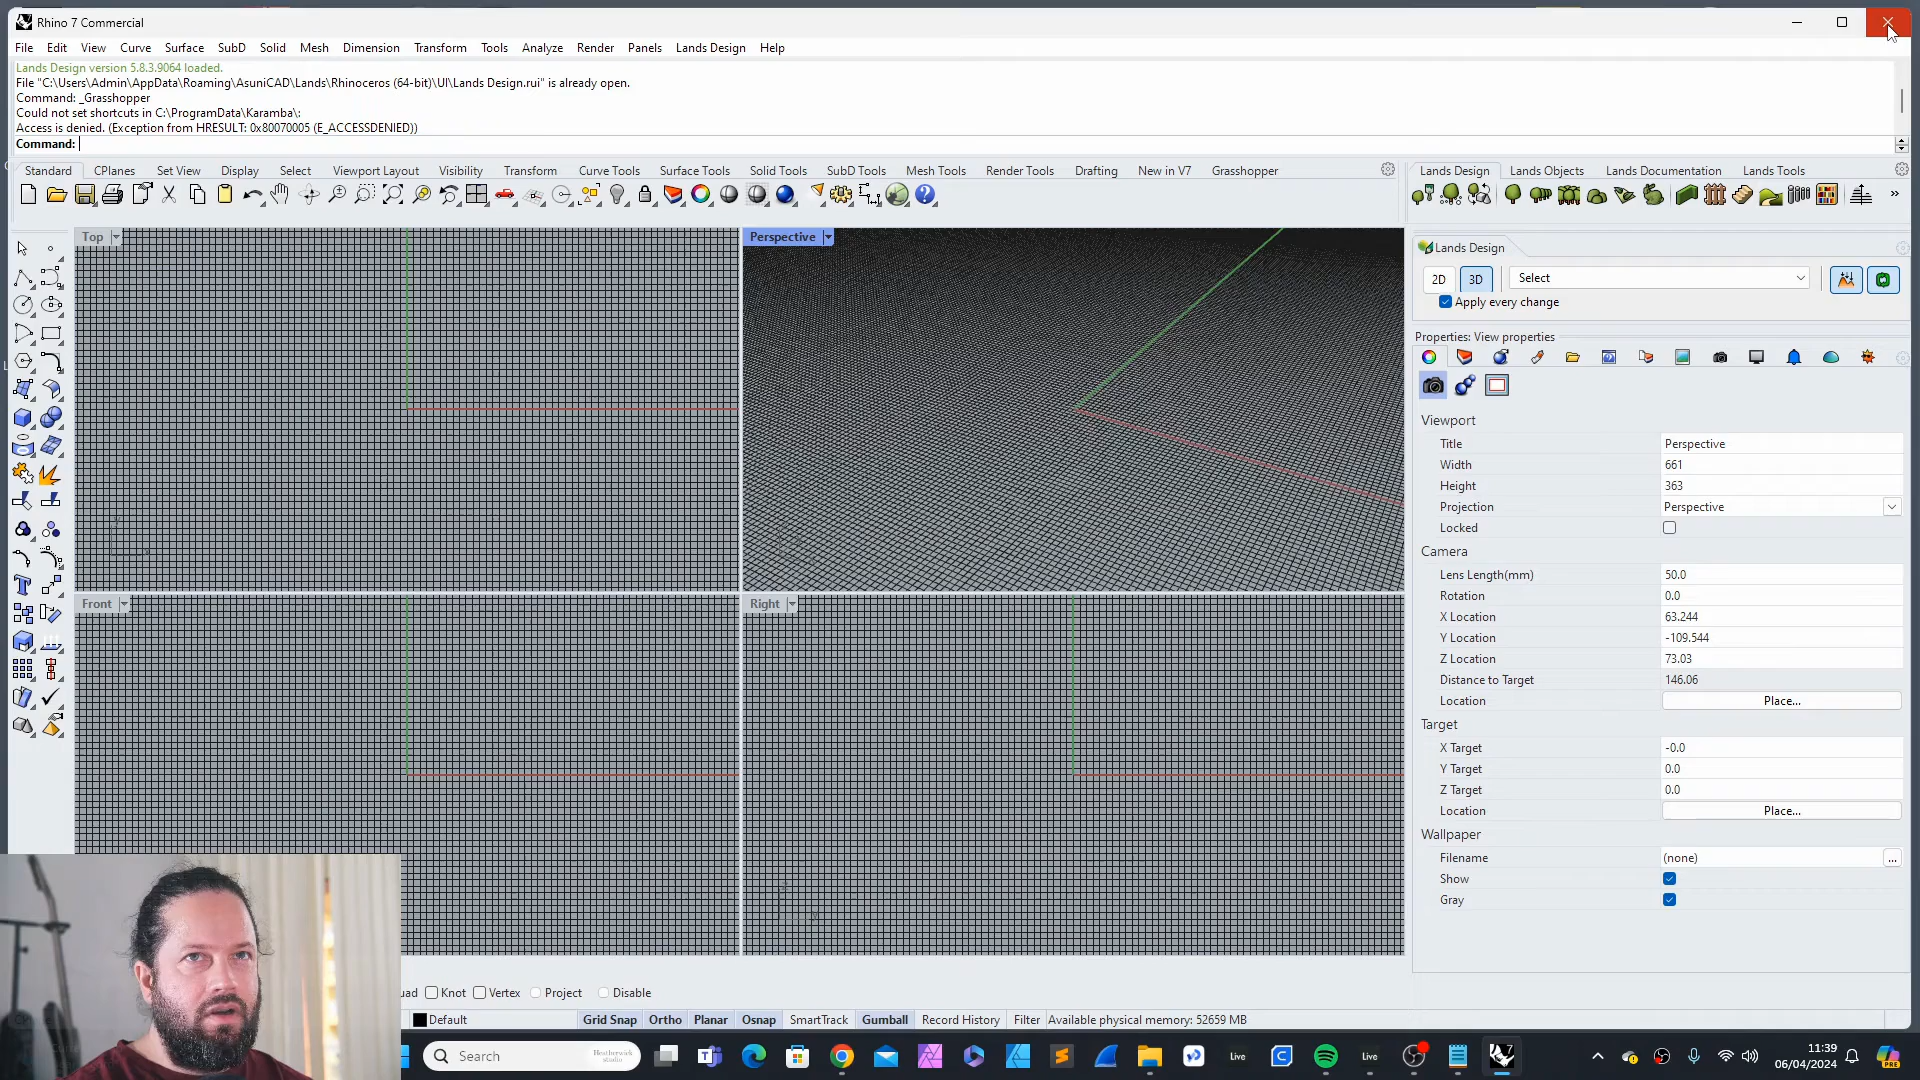 Rhino 7 Commercial
File Edit View Curve Surface SubD Solid Mesh Dimension Transform Tools Analyze Render Panels Lands Design Help
Lands Design version 5.8.3.9064 loaded.
File "C:\Users\Admin\AppData\Roaming\AsuniCAD\Lands\Rhinoceros (64-bit)\UI\Lands Design.rui" is already open.
Command: _Grasshopper
Could not set shortcuts in C:\ProgramData\Karamba\:
Access is denied. (Exception from HRESULT: 0x80070005 (E_ACCESSDENIED))
Command:
Standard CPlanes Set View Display Select Viewport Layout Visibility Transform Curve Tools Surface Tools Solid Tools SubD Tools Mesh Tools Render Tools Drafting New in V7 Grasshopper
Lands Design Lands Objects Lands Documentation Lands Tools
Top
Perspective
Front
Right
Lands Design
2D 3D Select
Apply every change
Properties: View properties
Viewport
Title Perspective
Width 661
Height 363
Projection Perspective
Locked
Camera
Lens Length(mm) 50.0
Rotation 0.0
X Location 63.244
Y Location -109.544
Z Location 73.03
Distance to Target 146.06
Location Place...
Target
X Target -0.0
Y Target 0.0
Z Target 0.0
Location Place...
Wallpaper
Filename (none) ...
Show
Gray
uad Knot Vertex Project Disable
Default Grid Snap Ortho Planar Osnap SmartTrack Gumball Record History Filter Available physical memory: 52659 MB
Search Heatherwick studio
Live Live
11:39
06/04/2024
PRE